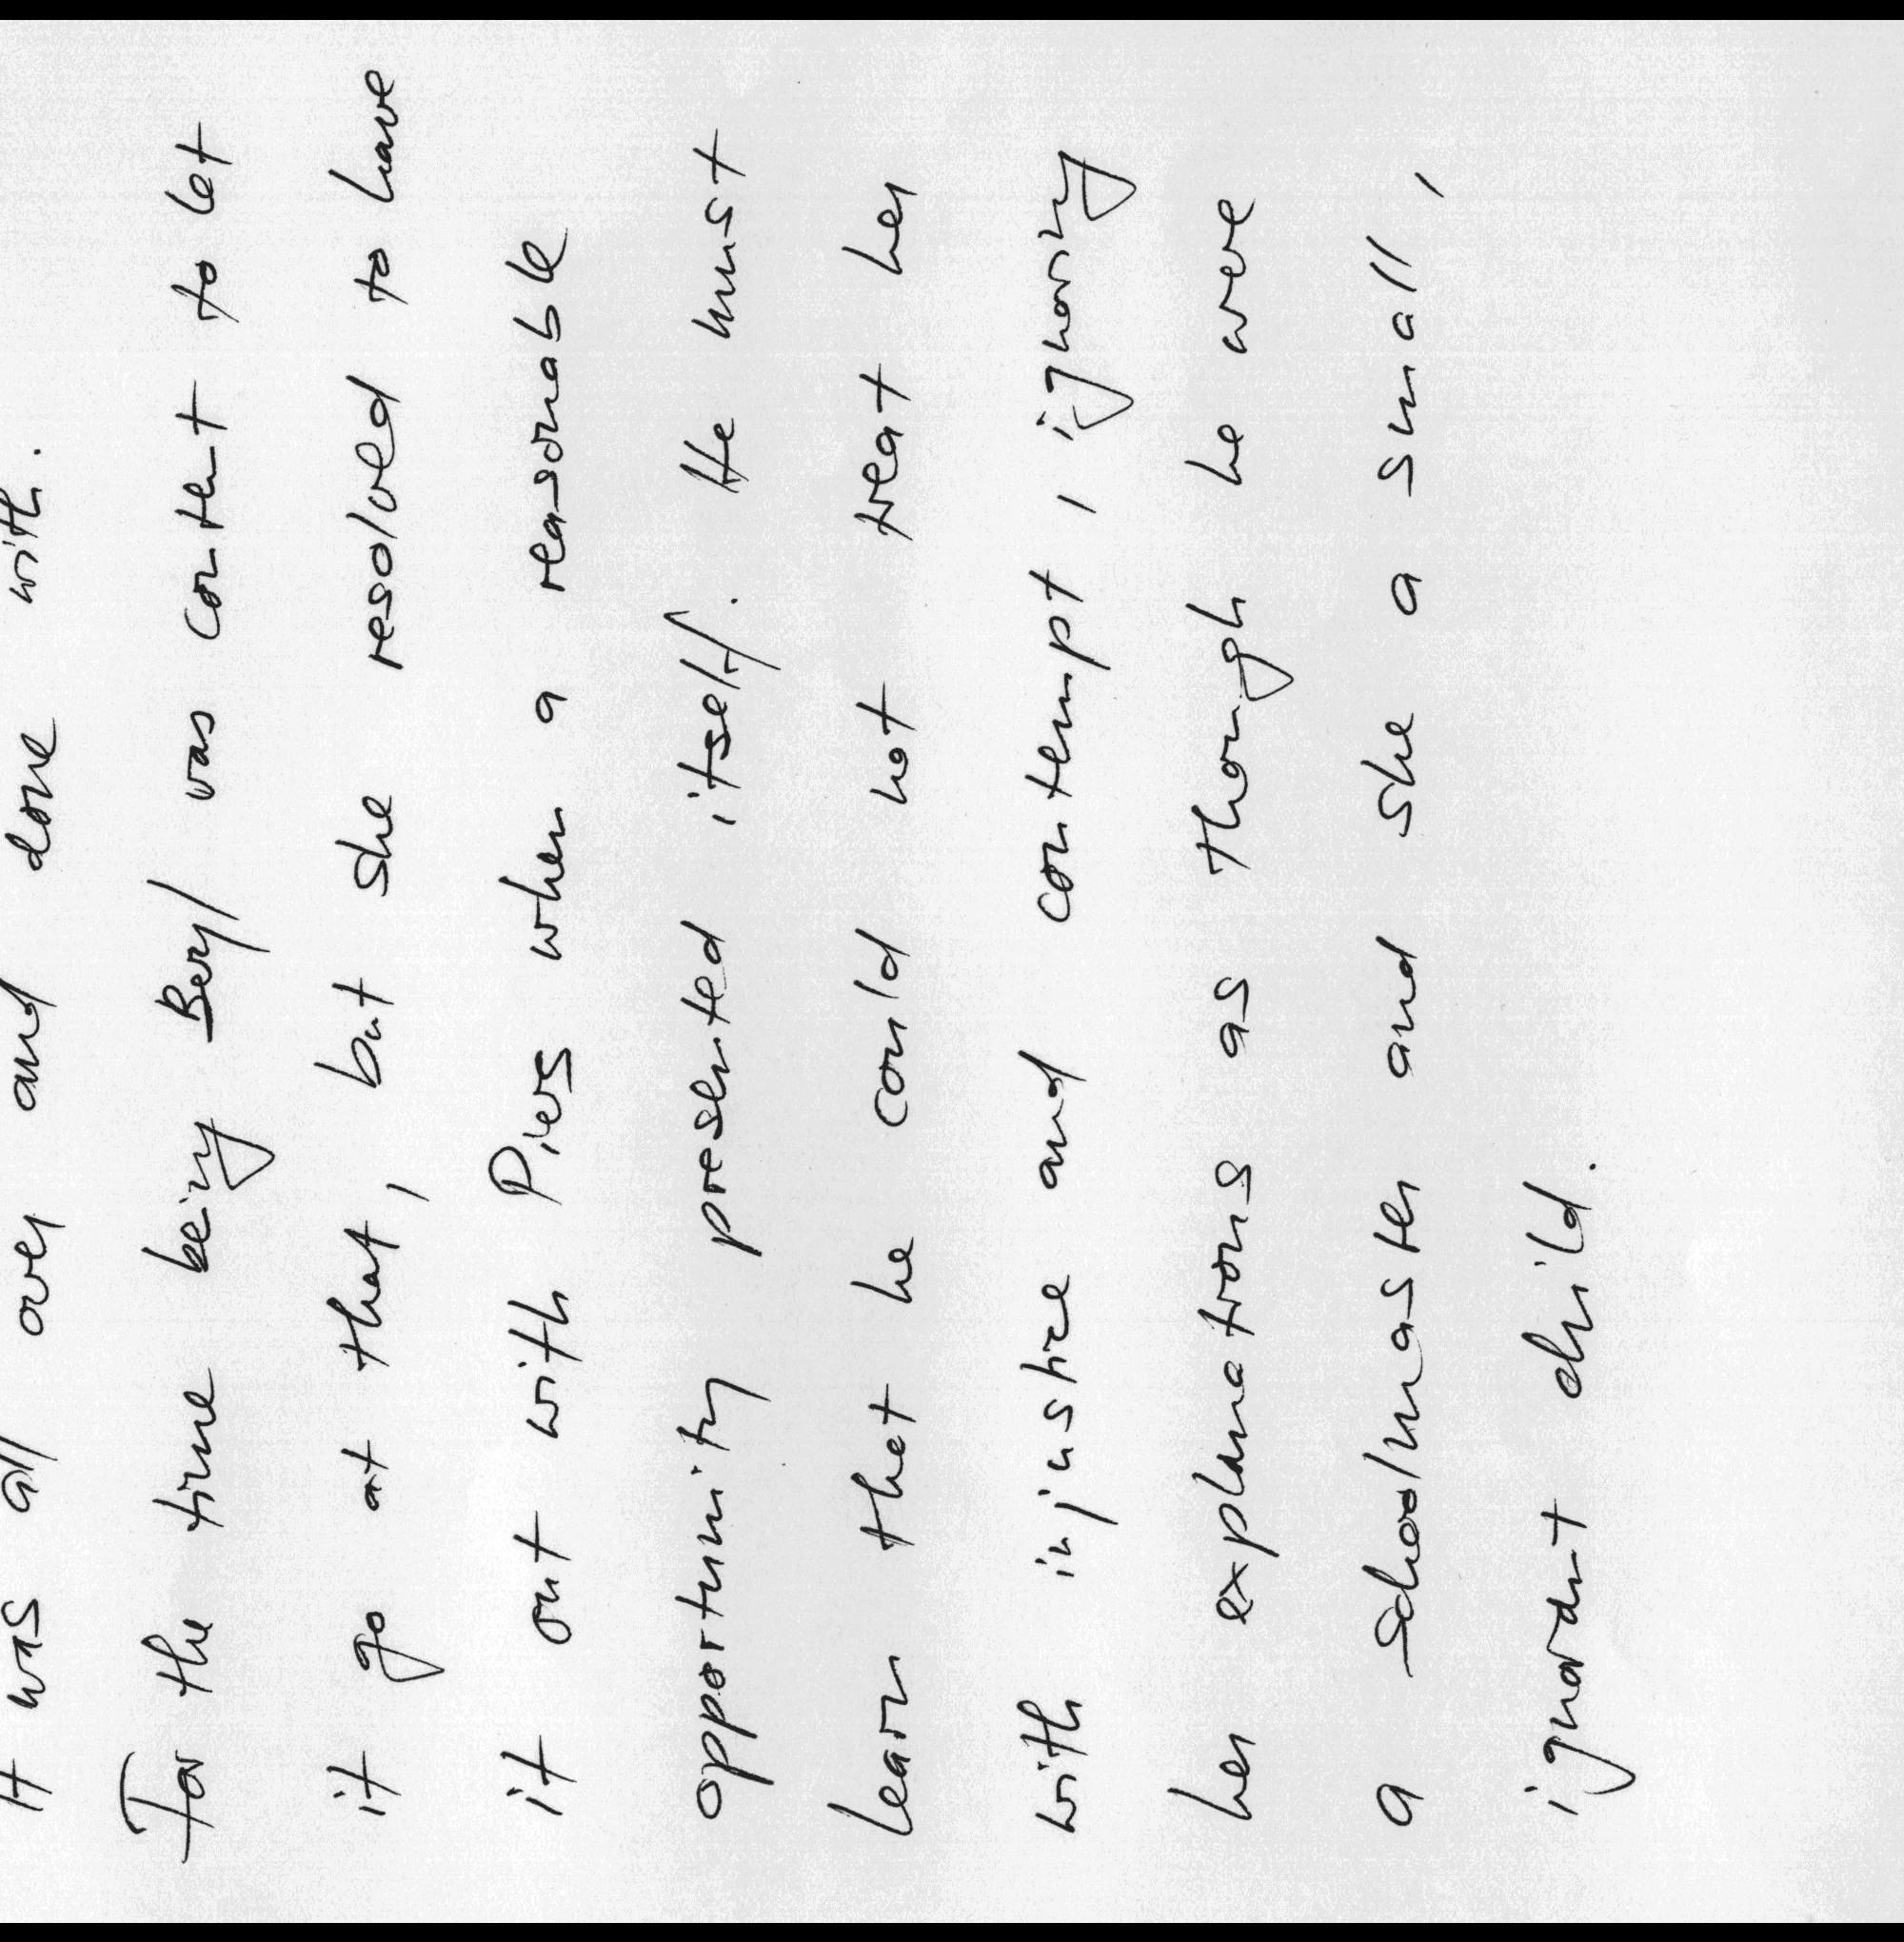 It was all over and done with.
For the time being Beryl was content to let
it go at that, but she resolved to have
it out with Piers when a reasonable
opportunity presented itself. He must
learn that he could not treat her
with injustice and contempt, ignoring
her explanations as though he were
a schoolmaster and she a small,
ignorant child.